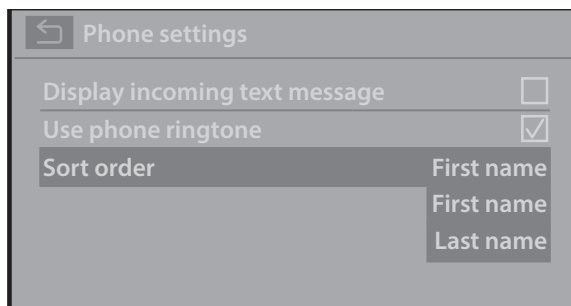 Phone settings
Display incoming text message
Use phone ringtone
Sort order First name
First name
Last name